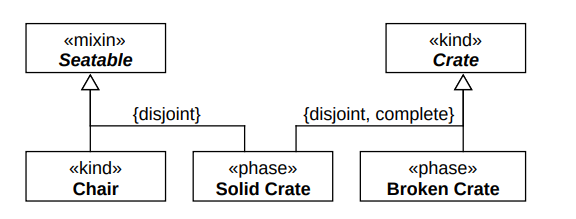 «mixin»
Seatable
«kind»
Crate
{disjoint}
{disjoint, complete}
«kind»
Chair
«phase»
Solid Crate
«phase»
Broken Crate